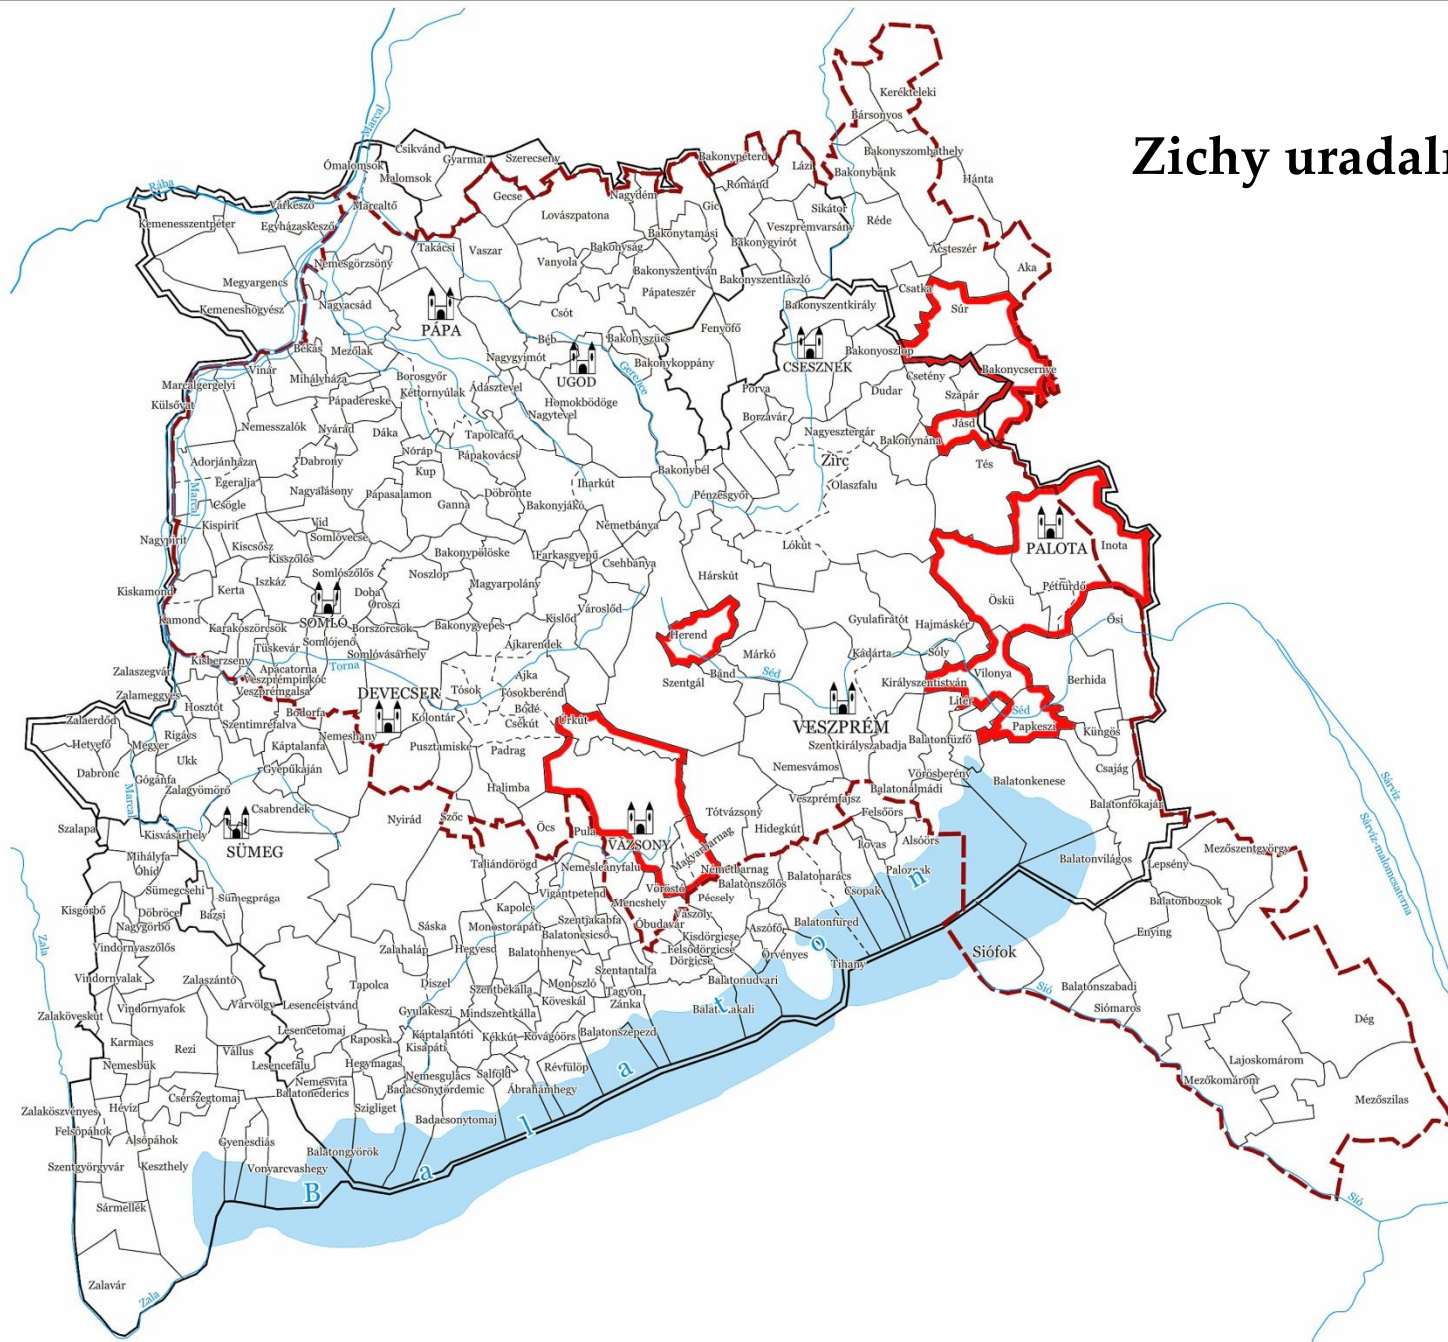 Zichy uradalm
Kerékteleki
Bársonyos
Bakonyszombathely
Hánta
Bakonybánk
Lázi
Bakonypéterd
Románd
Sikátor
Réde
Veszprémvarsány
Bakonygyirót
Ácsteszér
Aka
Csatka
Súr
Bakonyszentlászló
Bakonyszentkirály
Csikvánd
Gyarmat
Szerecseny
Ómalomsok
Malomsok
Marcal
Rába
Várkesző
Marcaltő
Kemenesszentpéter
Egyházaskesző
Gecse
Nagydém
Gic
Lovászpatona
Bakonytamási
Takácsi
Vaszar
Bakonyság
Vanyola
Bakonyszentiván
Pápateszér
Nemesgörzsöny
Megyargencs
Kemeneshőgyész
Nagyacsád
PÁPA
Csót
Fenyőfő
Békás
Mezőlak
Béb
Bakonyszücs
Nagygyimót
Bakonykoppány
UGOD
Gerence
CSESZNEK
Bakonyoszlop
Bakonycsernye
Csetény
Szápár
Dudar
Porva
Borzavár
Nagyesztergár
Bakonynána
Jásd
Tés
Zirc
Olaszfalu
Vinár
Marcalgergelyi
Külsővat
Mihályháza
Borosgyőr
Kéttornyúlak
Ádásztevel
Pápadereske
Homokbödöge
Nagytevel
Nemesszalók
Nyárád
Dáka
Tapolcafő
Nóráp
Pápakovácsi
Adorjánháza
Dabrony
Kup
Egeralja
Nagyalásony
Pápasalamon
Döbrönte
Iharkút
Bakonybél
Pénzesgyőr
Csögle
Ganna
Bakonyjákó
Marcal
Kispirit
Vid
Németbánya
Nagypirit
Somlóvecse
Kiscsősz
Kisszőlős
Bakonypölöske
Farkasgyepű
Csehbánya
Lókút
PALOTA
Inota
Hárskút
Öskü
Pétfürdő
Ősi
Somlószőlős
Noszlop
Magyarpolány
Iszkáz
Doba
Oroszi
Kerta
Kiskamond
Kamond
SOMLÓ
Városlőd
Kislőd
Karakószörcsök
Borszörcsök
Bakonygyepes
Herend
Gyulafirátót
Hajmáskér
Somlójenő
Tüskevár
Somlóvásárhely
Ajkarendek
Márkó
Kádárta
Sóly
Kisberzseny
Torna
Zalaszegvár
Apácatorna
Veszprémpinkóc
Veszprémgalsa
Ajka
Bánd
Séd
Szentgál
Királyszentistván
Vilonya
Berhida
DEVECSER
Tósok
Fősokberénd
Zalameggyes
Hosztót
Bodorfa
Kolontár
Bódé
Csékút
Úrkút
VESZPRÉM
Litér
Séd
Papkeszi
Küngös
Zalaerdőd
Szentimrefalva
Nemeshany
Hetyefő
Megyer
Rigács
Káptalanfa
Pusztamiske
Padrag
Szentkirályszabadja
Balatonfűzfő
Csajág
Ukk
Gyepükaján
Dabronc
Gógánfa
Nemesvámos
Vörösberény
Balatonkenese
Zalagyömörő
Halimba
Balatonalmádi
Marcal
Csabrendek
Veszprémfajsz
Tótvázsony
Felsőörs
Balatonfőkajár
Nyirád
Szőc
Öcs
Pula
Hidegkút
Szalapa
Kisvásárhely
SÜMEG
VÁZSONY
Lovas
Alsóörs
Magyarbarnag
Mihályfa
Óhíd
Taliándörögd
Nemesleányfalu
Németbarnag
Paloznak
Balatonvilágos
Lepsény
Mezőszentgyörgy
Sümegcsehi
Vöröstó
Balatonszőlős
Balatonarács
Csopak
Vigántpetend
Mencshely
Pécsely
Kisgörbő
Döbröce
Bazsi
Sümegprága
Kapolcs
Vászoly
Balatonbozsok
Nagygörbő
Sáska
Monostorapáti
Szentjakabfa
Óbudavár
Aszófő
Balatonfüred
Enying
Balatoncsicsó
Kisdörgicse
Vindornyaszőlős
Zalahaláp
Hegyesd
Balatonhenye
Felsődörgicse
Dörgicse
Örvényes
Siófok
Tihany
Szentantalfa
Vindornyalak
Zalaszántó
Tapolca
Diszel
Szentbékálla
Monoszló
Tagyon
Balatonudvari
Balatonszabadi
Sió
Köveskál
Zánka
Várvölgy
Lesenceistvánd
Zalaköveskút
Vindornyafok
Gyulakeszi
Mindszentkálla
Siómaros
Dég
Lesencetomaj
Káptalantóti
Kékkút
Kővágóörs
Balatonszepezd
Karmacs
Raposka
Kisapáti
Rezi
Vállus
Lajoskomárom
Nemesbük
Lesencefalu
Hegymagas
Nemesgulács
Salföld
Révfülöp
Nemesvita
Badacsonytördemic
Ábrahámhegy
Mezőkomárom
Balatonederics
Cserszegtomaj
Mezőszilas
Zalaköszvényes
Hévíz
Szigliget
Badacsonytomaj
Felsőpáhok
Alsópáhok
Gyenesdiás
Balatongyörök
Szentgyörgyvár
Keszthely
Vonyarcvashegy
Sármellék
Zalavár
Zala
Zala
Sió
Sárvíz
Sárvíz-malomcsatorna
B a l a t o n